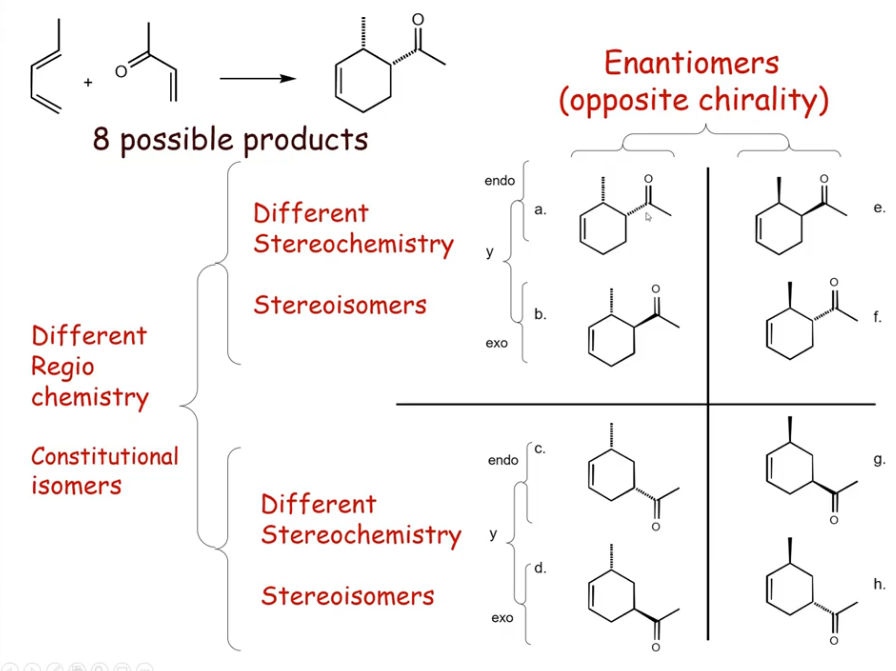 O
O
+
8 possible products
Enantiomers
(opposite chirality)
Different
Stereochemistry
Stereoisomers
Different
Regio
chemistry
Constitutional
isomers
Different
Stereochemistry
Stereoisomers
endo
y
exo
a.
O
O
e.
b.
O
O
f.
endo
y
exo
c.
O
O
g.
d.
O
O
h.